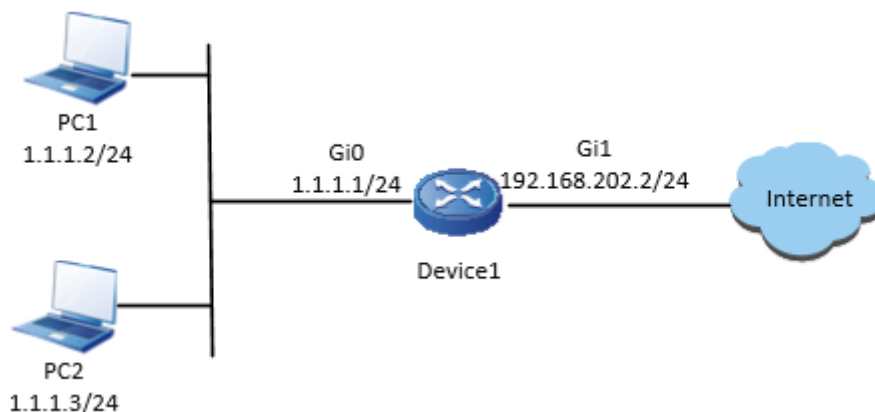 PC1
1.1.1.2/24
Gi0
1.1.1.1/24
Gi1
192.168.202.2/24
Internet
Device1
PC2
1.1.1.3/24